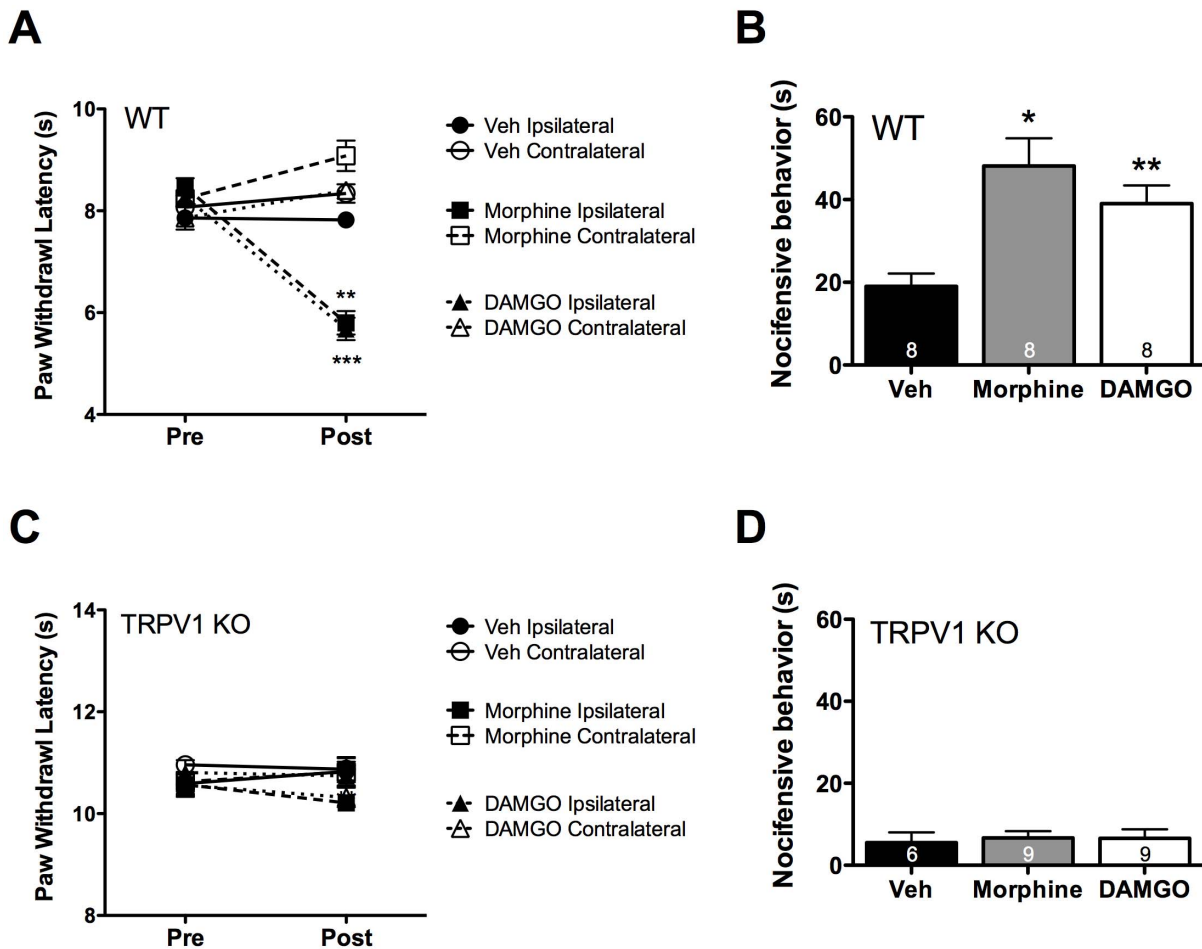 A
WT
Paw Withdrawl Latency (s)
10
8
6
4
**
***
Pre
Post
Veh Ipsilateral
Veh Contralateral
Morphine Ipsilateral
Morphine Contralateral
DAMGO Ipsilateral
DAMGO Contralateral
B
WT
Nocifensive behavior (s)
60
40
20
0
*
**
8
8
8
Veh
Morphine
DAMGO
C
TRPV1 KO
Paw Withdrawl Latency (s)
14
12
10
8
Pre
Post
Veh Ipsilateral
Veh Contralateral
Morphine Ipsilateral
Morphine Contralateral
DAMGO Ipsilateral
DAMGO Contralateral
D
TRPV1 KO
Nocifensive behavior (s)
60
40
20
0
6
9
9
Veh
Morphine
DAMGO